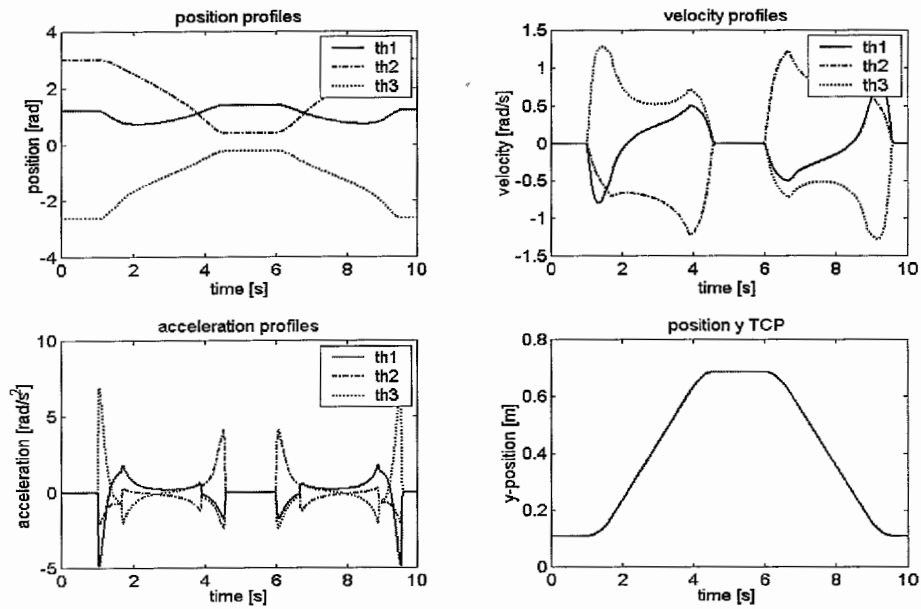 position profiles
4
2
0
-2
-4
position [rad]
th1
th2
th3
0 2 4 6 8 10
time [s]
velocity profiles
1.5
1
0.5
0
-0.5
-1
-1.5
velocity [rad/s]
th1
th2
th3
0 2 4 6 8 10
time [s]
acceleration profiles
10
5
0
-5
acceleration [rad/s²]
th1
th2
th3
0 2 4 6 8 10
time [s]
position y TCP
0.8
0.6
0.4
0.2
0
y-position [m]
0 2 4 6 8 10
time [s]